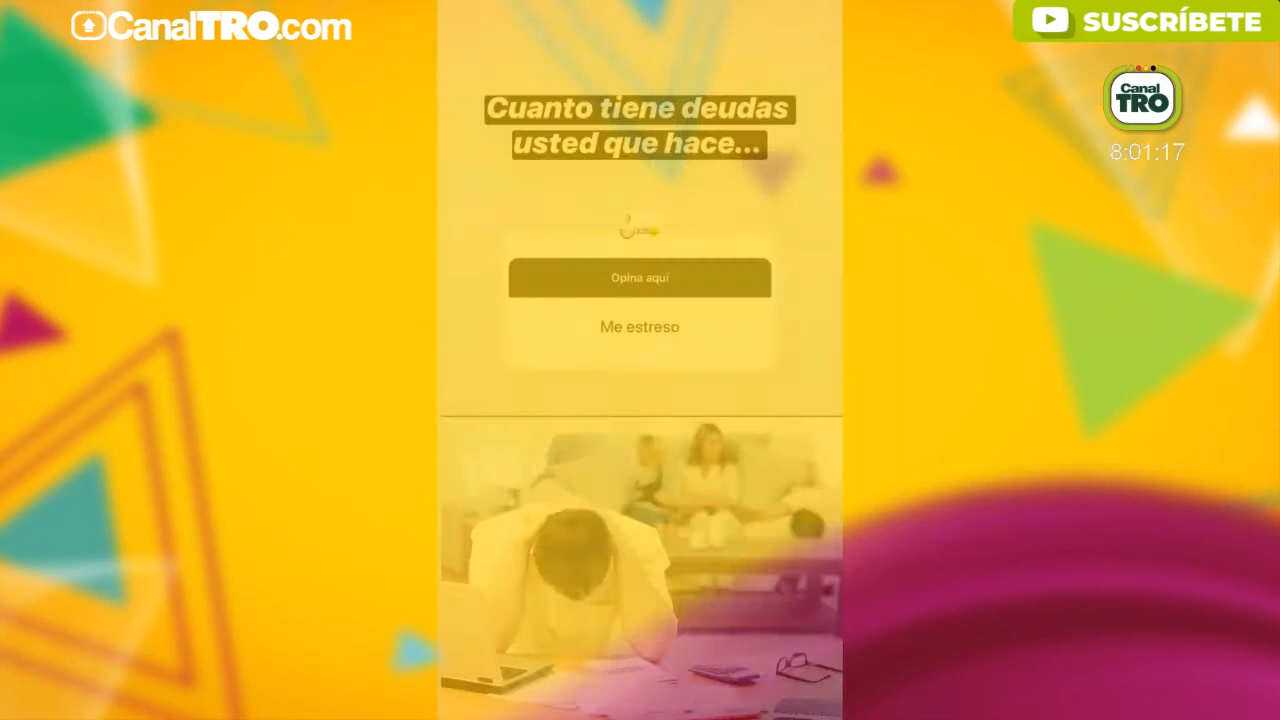 CanalTRO.com
SUSCRÍBETE
Canal
TRO
8:01:17
Cuanto tiene deudas
usted que hace...
Opina aquí
Me estreso